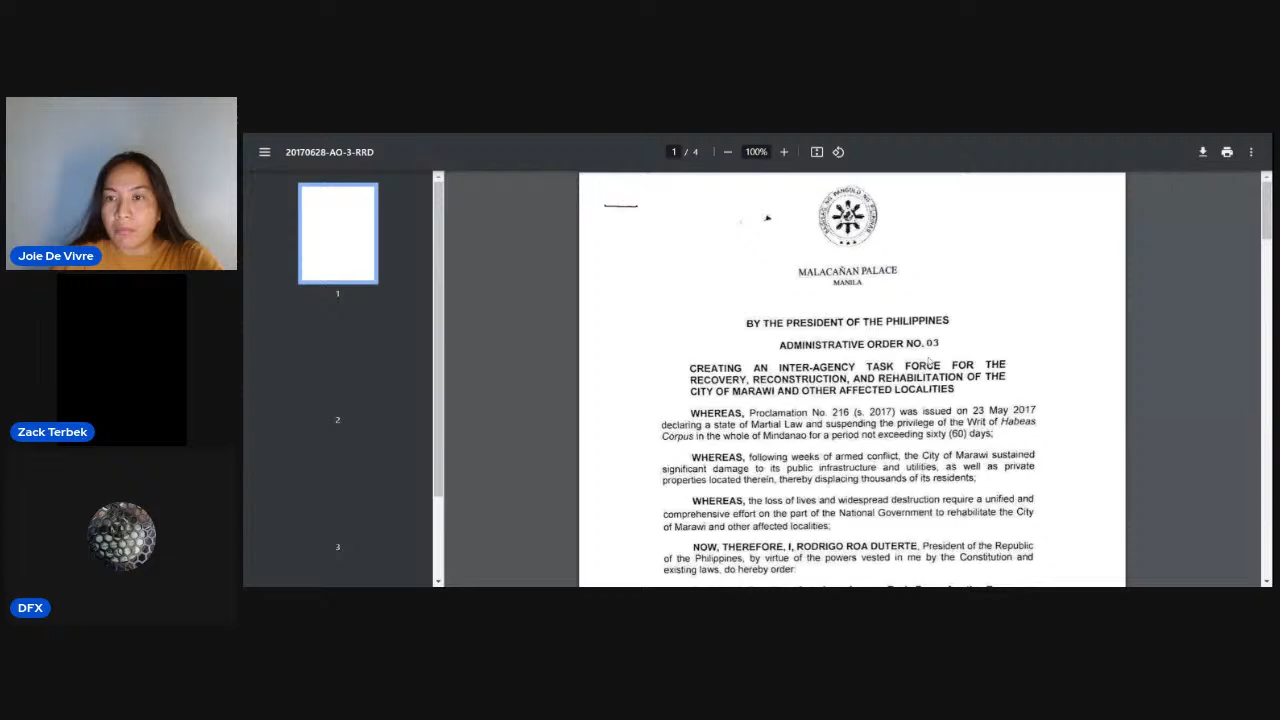 20170628-AO-3-RRD
1 / 4
100%
Joie De Vivre
Zack Terbek
DFX
1
2
3
MALACAÑAN PALACE
MANILA
BY THE PRESIDENT OF THE PHILIPPINES
ADMINISTRATIVE ORDER NO. 03
CREATING AN INTER-AGENCY TASK FORCE FOR THE
RECOVERY, RECONSTRUCTION, AND REHABILITATION OF THE
CITY OF MARAWI AND OTHER AFFECTED LOCALITIES
WHEREAS, Proclamation No. 216 (s. 2017) was issued on 23 May 2017
declaring a state of Martial Law and suspending the privilege of the Writ of Habeas
Corpus in the whole of Mindanao for a period not exceeding sixty (60) days;
WHEREAS, following weeks of armed conflict, the City of Marawi sustained
significant damage to its public infrastructure and utilities, as well as private
properties located therein, thereby displacing thousands of its residents;
WHEREAS, the loss of lives and widespread destruction require a unified and
comprehensive effort on the part of the National Government to rehabilitate the City
of Marawi and other affected localities;
NOW, THEREFORE, I, RODRIGO ROA DUTERTE, President of the Republic
of the Philippines, by virtue of the powers vested in me by the Constitution and
existing laws, do hereby order: